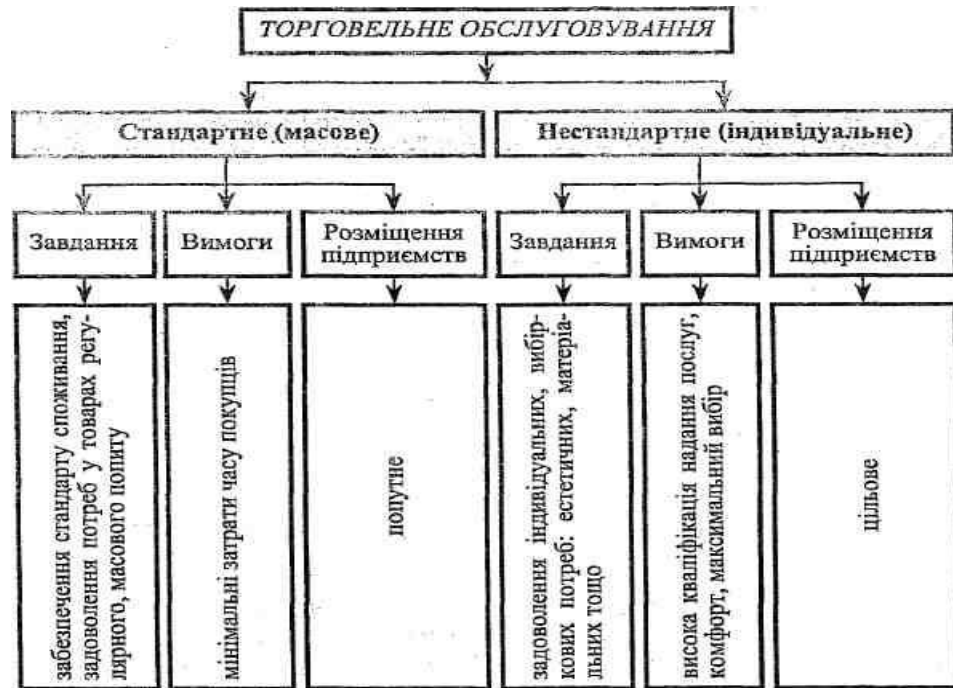 ТОРГОВЕЛЬНЕ ОБСЛУГОВУВАННЯ
Стандартне (масове)
Нестандартне (індивідуальне)
Завдання
Вимоги
Розміщення
підприємств
Завдання
Вимоги
Розміщення
підприємств
забезпечення стандарту споживання,
задоволення потреб у товарах регу-
лярного, масового попиту
мінімальні затрати часу покупців
попутне
задоволення індивідуальних, вибір-
кових потреб: естетичних, матеріа-
льних тощо
висока кваліфікація надання послуг,
комфорт, максимальний вибір
цільове